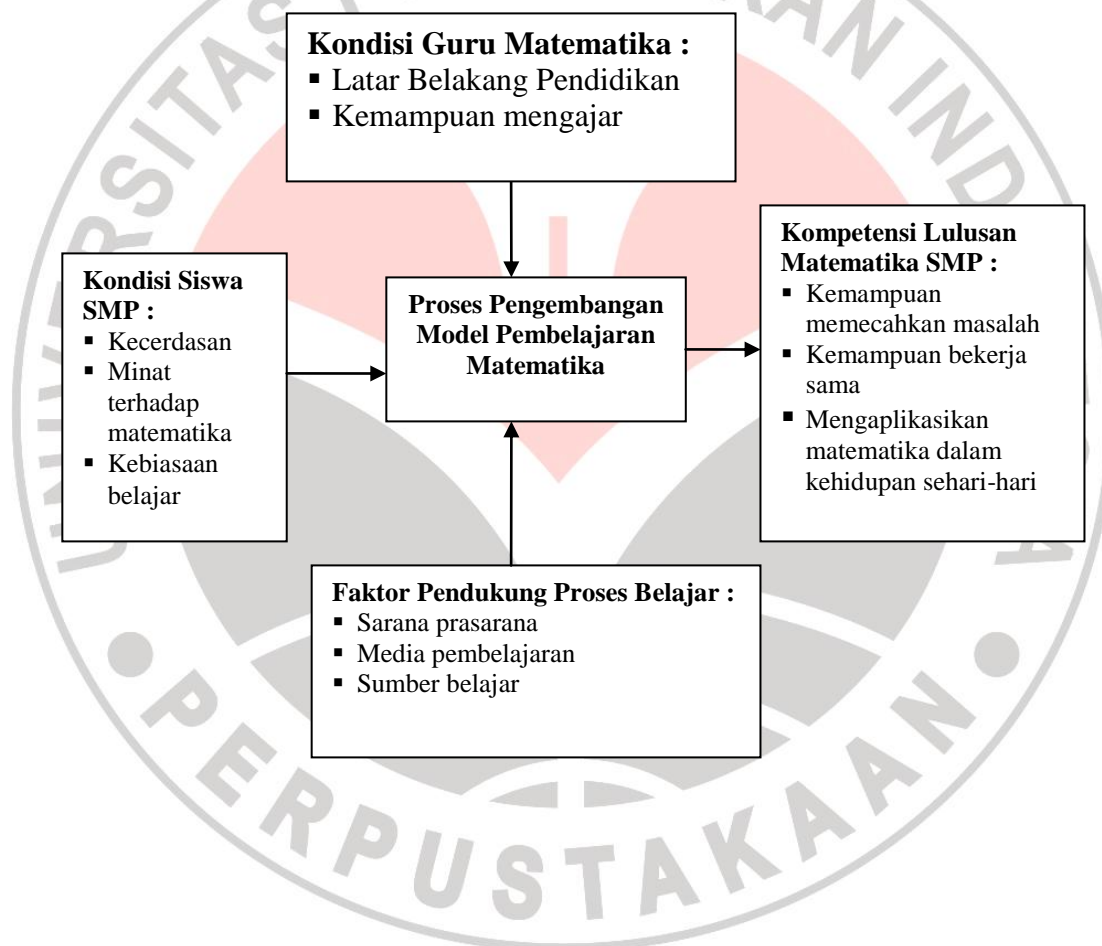 Kondisi Guru Matematika :
▪ Latar Belakang Pendidikan
▪ Kemampuan mengajar
Kondisi Siswa
SMP :
▪ Kecerdasan
▪ Minat
terhadap
matematika
▪ Kebiasaan
belajar
Proses Pengembangan
Model Pembelajaran
Matematika
Kompetensi Lulusan
Matematika SMP :
▪ Kemampuan
memecahkan masalah
▪ Kemampuan bekerja
sama
▪ Mengaplikasikan
matematika dalam
kehidupan sehari-hari
Faktor Pendukung Proses Belajar :
▪ Sarana prasarana
▪ Media pembelajaran
▪ Sumber belajar
PERPUSTAKAAN